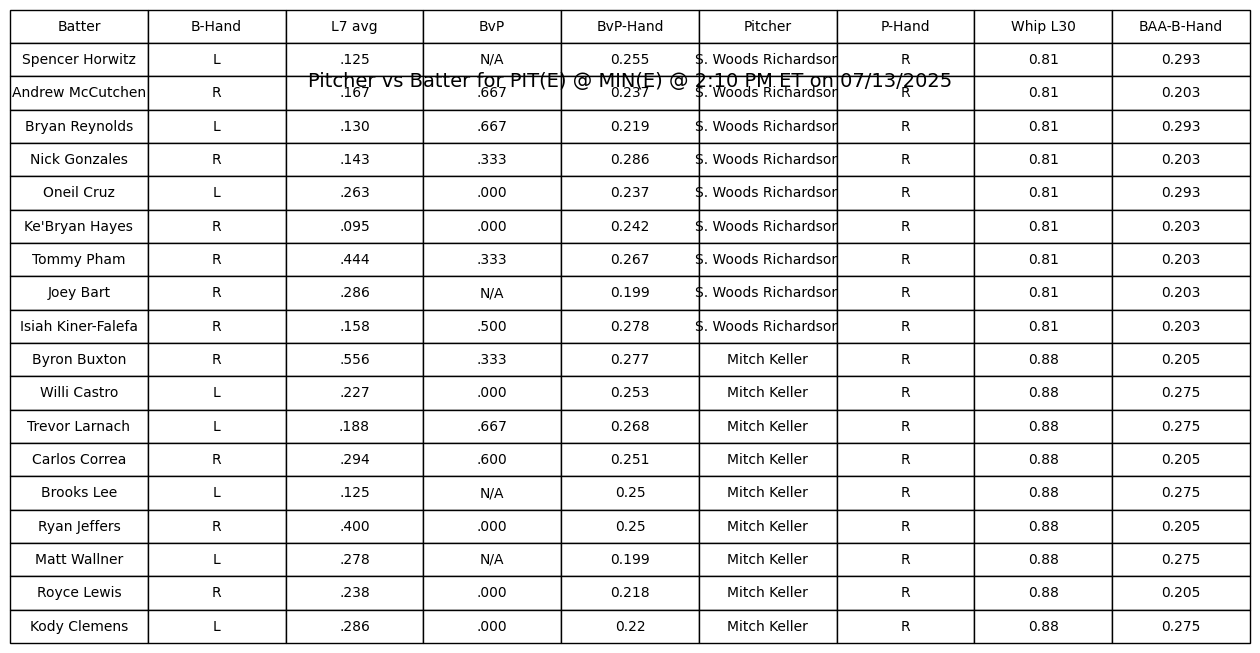 Batter B-Hand L7 avg BvP BvP-Hand Pitcher P-Hand Whip L30 BAA-B-Hand
Spencer Horwitz L .125 N/A 0.255 S. Woods Richardson R 0.81 0.293
Pitcher vs Batter for PIT(E) @ MIN(E) @ 2:10 PM ET on 07/13/2025
Andrew McCutchen R .167 .667 0.237 S. Woods Richardson R 0.81 0.203
Bryan Reynolds L .130 .667 0.219 S. Woods Richardson R 0.81 0.293
Nick Gonzales R .143 .333 0.286 S. Woods Richardson R 0.81 0.203
Oneil Cruz L .263 .000 0.237 S. Woods Richardson R 0.81 0.293
Ke'Bryan Hayes R .095 .000 0.242 S. Woods Richardson R 0.81 0.203
Tommy Pham R .444 .333 0.267 S. Woods Richardson R 0.81 0.203
Joey Bart R .286 N/A 0.199 S. Woods Richardson R 0.81 0.203
Isiah Kiner-Falefa R .158 .500 0.278 S. Woods Richardson R 0.81 0.203
Byron Buxton R .556 .333 0.277 Mitch Keller R 0.88 0.205
Willi Castro L .227 .000 0.253 Mitch Keller R 0.88 0.275
Trevor Larnach L .188 .667 0.268 Mitch Keller R 0.88 0.275
Carlos Correa R .294 .600 0.251 Mitch Keller R 0.88 0.205
Brooks Lee L .125 N/A 0.25 Mitch Keller R 0.88 0.275
Ryan Jeffers R .400 .000 0.25 Mitch Keller R 0.88 0.205
Matt Wallner L .278 N/A 0.199 Mitch Keller R 0.88 0.275
Royce Lewis R .238 .000 0.218 Mitch Keller R 0.88 0.205
Kody Clemens L .286 .000 0.22 Mitch Keller R 0.88 0.275